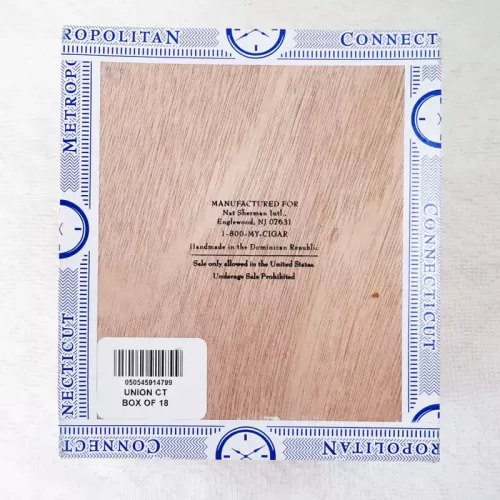 ROPOLITAN
CONNECT
METROPO
MANUFACTURED FOR
Nat Sherman Intl.,
Englewood, NJ 07631
1-800-MY-CIGAR
Handmade in the Dominican Republic
Sale only allowed in the United States.
Underage Sale Prohibited
CONNECTICUT
NECTICUT
050545914799
UNION CT
BOX OF 18
CONNECT
CONNEC
ROPOLITAN